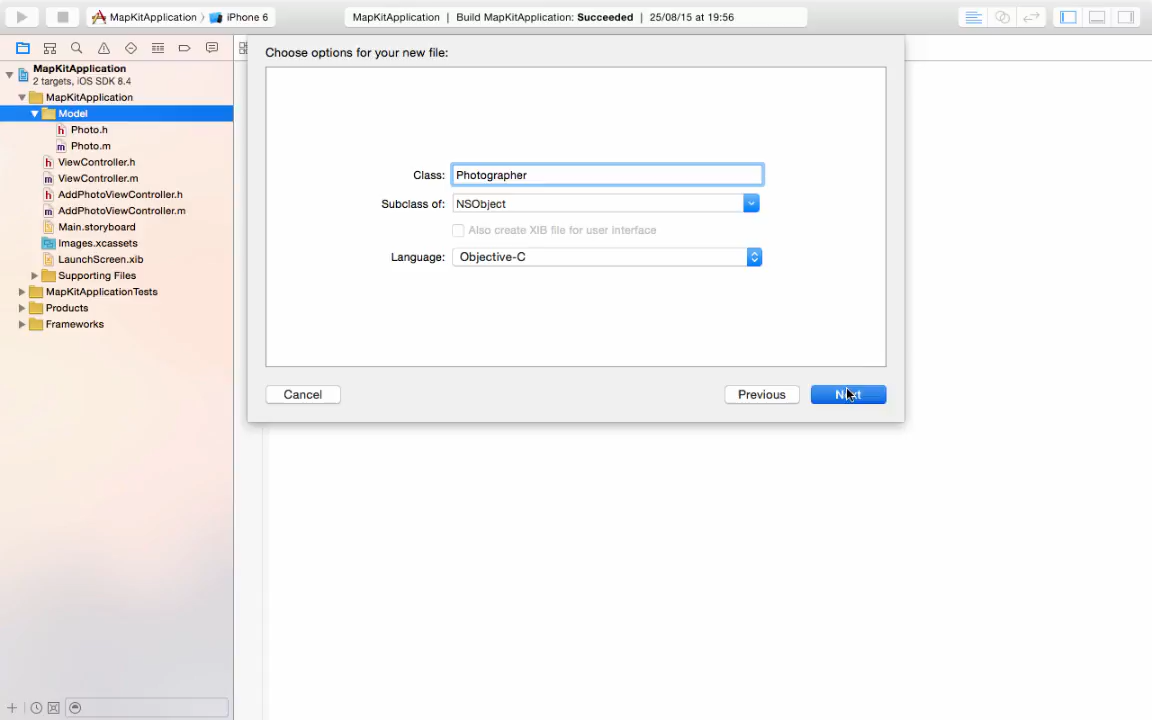 MapKitApplication iPhone 6
MapKitApplication | Build MapKitApplication: Succeeded | 25/08/15 at 19:56
MapKitApplication
2 targets, iOS SDK 8.4
MapKitApplication
Model
h Photo.h
m Photo.m
h ViewController.h
m ViewController.m
h AddPhotoViewController.h
m AddPhotoViewController.m
Main.storyboard
Images.xcassets
LaunchScreen.xib
Supporting Files
MapKitApplicationTests
Products
Frameworks
Choose options for your new file:
Class: Photographer
Subclass of: NSObject
Also create XIB file for user interface
Language: Objective-C
Cancel Previous Next